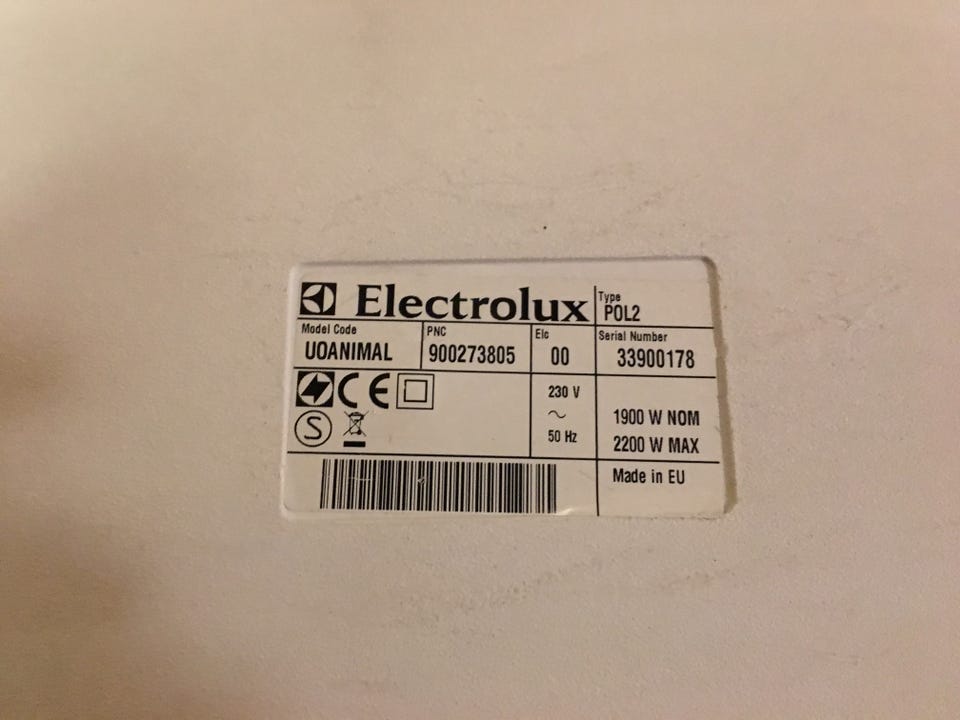 Electrolux
Type
POL2
Model Code
UOANIMAL
PNC
900273805
Elc
00
Serial Number
33900178
CE
S
230 V
~
50 Hz
1900 W NOM
2200 W MAX
Made in EU